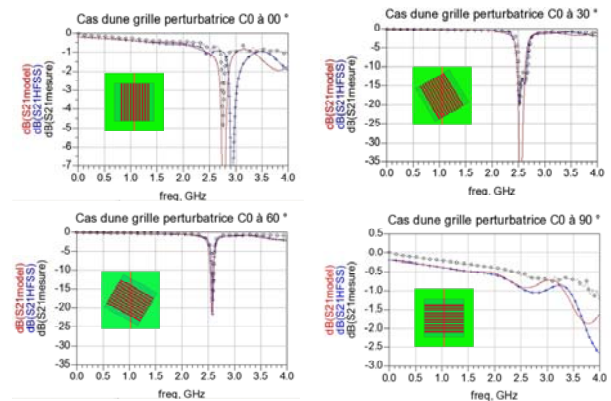 Cas dune grille perturbatrice C0 à 00 °
dB(S21model)
dB(S21HFSS)
dB(S21mesure)
0
-1
-2
-3
-4
-5
-6
-7
0.0 0.5 1.0 1.5 2.0 2.5 3.0 3.5 4.0
freq, GHz
Cas dune grille perturbatrice C0 à 30 °
dB(S21model)
dB(S21HFSS)
dB(S21mesure)
0
-5
-10
-15
-20
-25
-30
-35
0.0 0.5 1.0 1.5 2.0 2.5 3.0 3.5 4.0
freq, GHz
Cas dune grille perturbatrice C0 à 60 °
dB(S21model)
dB(S21HFSS)
dB(S21mesure)
0
-5
-10
-15
-20
-25
-30
-35
0.0 0.5 1.0 1.5 2.0 2.5 3.0 3.5 4.0
freq, GHz
Cas dune grille perturbatrice C0 à 90 °
dB(S21model)
dB(S21HFSS)
dB(S21mesure)
0.5
0.0
-0.5
-1.0
-1.5
-2.0
-2.5
-3.0
0.0 0.5 1.0 1.5 2.0 2.5 3.0 3.5 4.0
freq, GHz